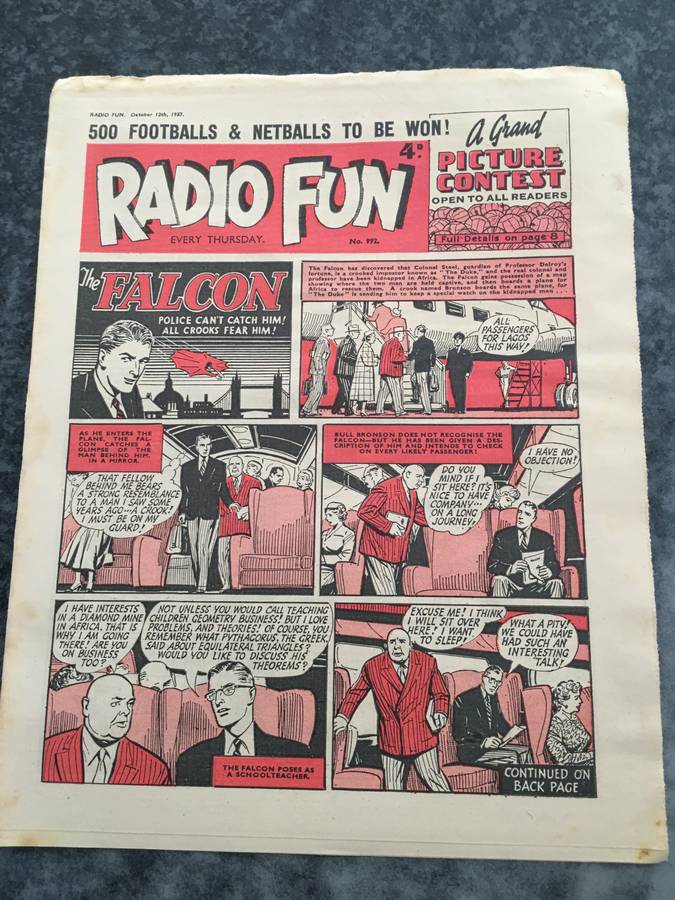 RADIO FUN. October 12th, 1957.
500 FOOTBALLS & NETBALLS TO BE WON!
A Grand
PICTURE
CONTEST
OPEN TO ALL READERS
Full Details on page 8
4D.
RADIO FUN
EVERY THURSDAY.
No. 992.
The
FALCON
POLICE CAN'T CATCH HIM!
ALL CROOKS FEAR HIM!
The Falcon has discovered that Colonel Steel, guardian of Professor Delroy's
fortune, is a crooked impostor known as "The Duke," and the real colonel and
professor have been kidnapped in Africa. The Falcon gains possession of a map
showing where the two men are held captive, and then boards a plane for
Africa to rescue them. A crook named Bronson boards the same plane, for
"The Duke" is sending him to keep a special watch on the kidnapped men . . .
ALL
PASSENGERS
FOR LAGOS
THIS WAY!
AS HE ENTERS THE
PLANE, THE FAL-
CON CATCHES A
GLIMPSE OF THE
MAN BEHIND HIM,
IN A MIRROR.
THAT FELLOW
BEHIND ME BEARS
A STRONG RESEMBLANCE
TO A MAN I SAW SOME
YEARS AGO--A CROOK!
I MUST BE ON MY
GUARD!
BULL BRONSON DOES NOT RECOGNISE THE
FALCON—BUT HE HAS BEEN GIVEN A DES-
CRIPTION OF HIM AND INTENDS TO CHECK
ON EVERY LIKELY PASSENGER!
DO YOU
MIND IF I
SIT HERE? IT'S
NICE TO HAVE
COMPANY---
ON A LONG
JOURNEY.
I HAVE NO
OBJECTION!
I HAVE INTERESTS
IN A DIAMOND MINE
IN AFRICA. THAT IS
WHY I AM GOING
THERE! ARE YOU
ON BUSINESS
TOO?
NOT UNLESS YOU WOULD CALL TEACHING
CHILDREN GEOMETRY BUSINESS! BUT I LOVE
PROBLEMS, AND THEORIES! OF COURSE, YOU
REMEMBER WHAT PYTHAGORUS, THE GREEK,
SAID ABOUT EQUILATERAL TRIANGLES?
WOULD YOU LIKE TO DISCUSS HIS
THEOREMS?
THE FALCON POSES AS
A SCHOOLTEACHER.
EXCUSE ME! I THINK
I WILL SIT OVER
HERE. I WANT
TO SLEEP!
WHAT A PITY!
WE COULD HAVE
HAD SUCH AN
INTERESTING
TALK!
CONTINUED ON
BACK PAGE